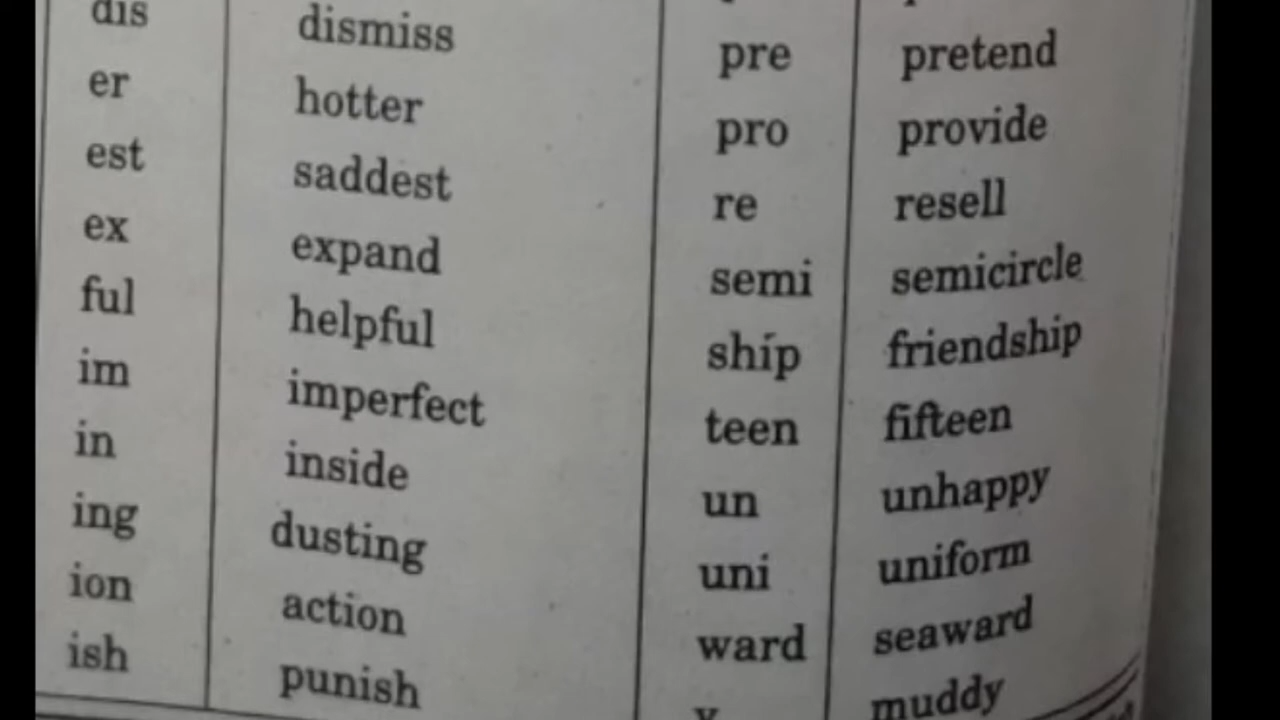 dis dismiss
er hotter
est saddest
ex expand
ful helpful
im imperfect
in inside
ing dusting
ion action
ish punish
pre pretend
pro provide
re resell
semi semicircle
ship friendship
teen fifteen
un unhappy
uni uniform
ward seaward
y muddy